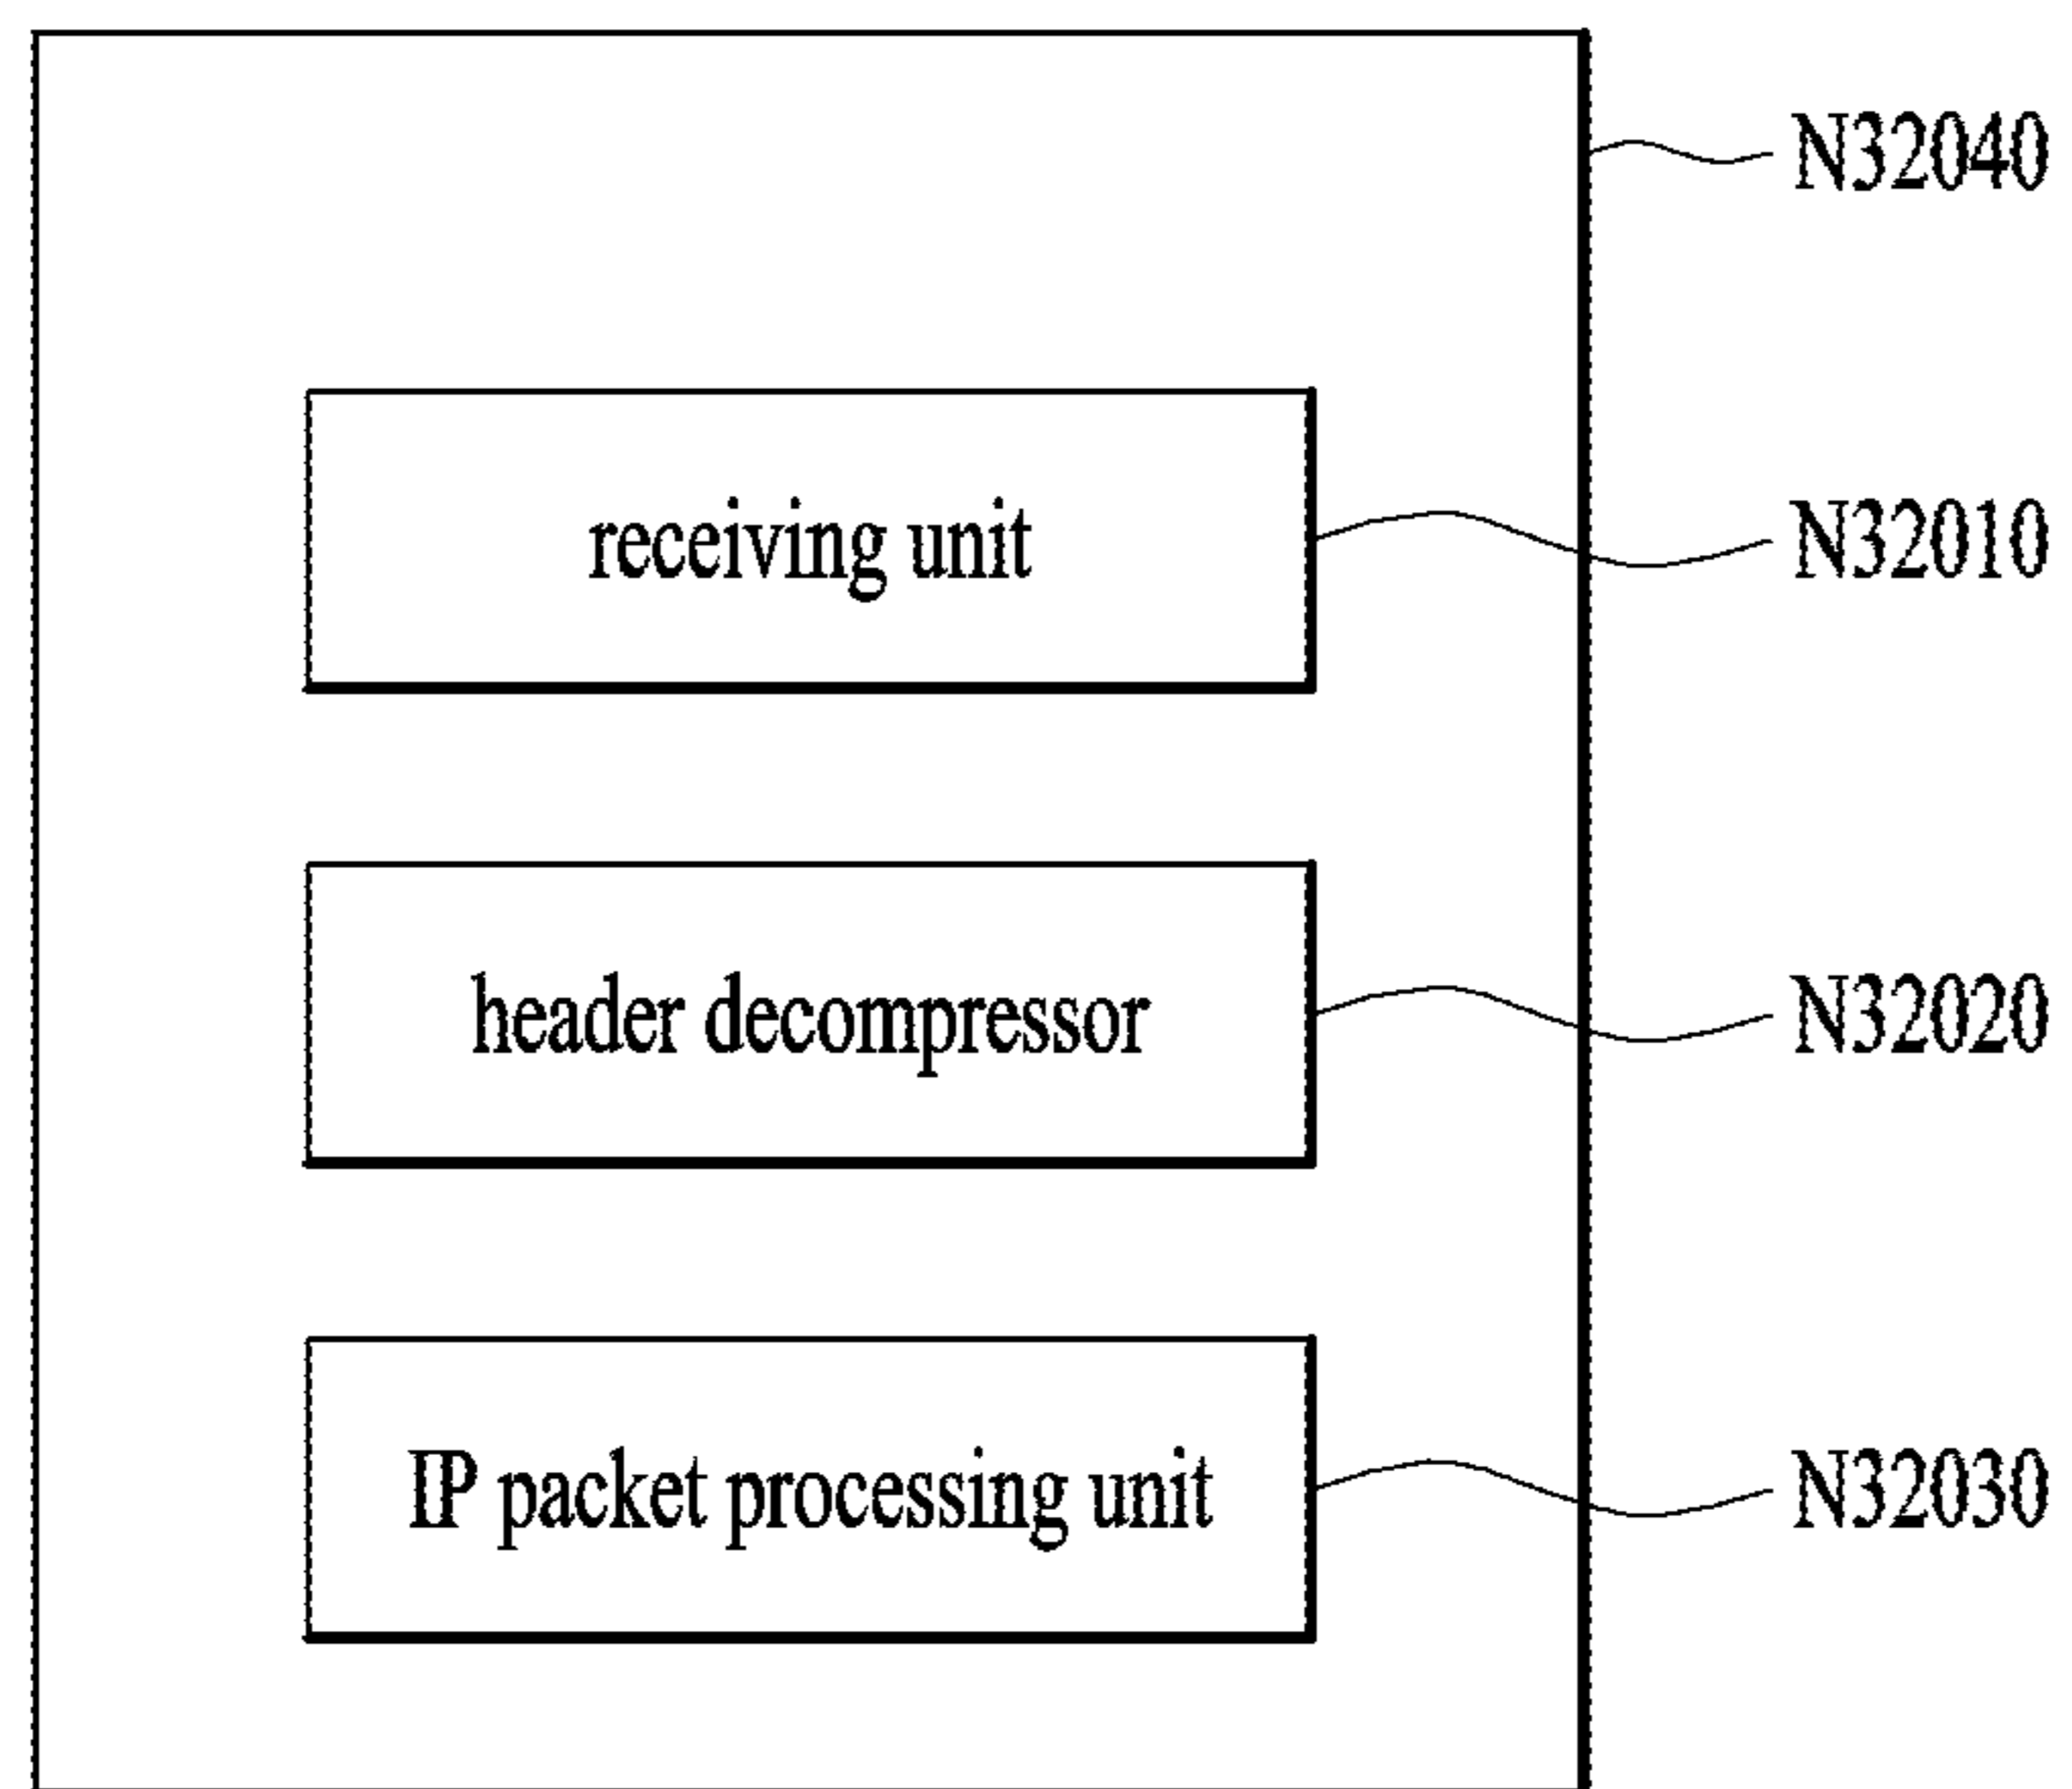 N32040
receiving unit N32010
header decompressor N32020
IP packet processing unit N32030